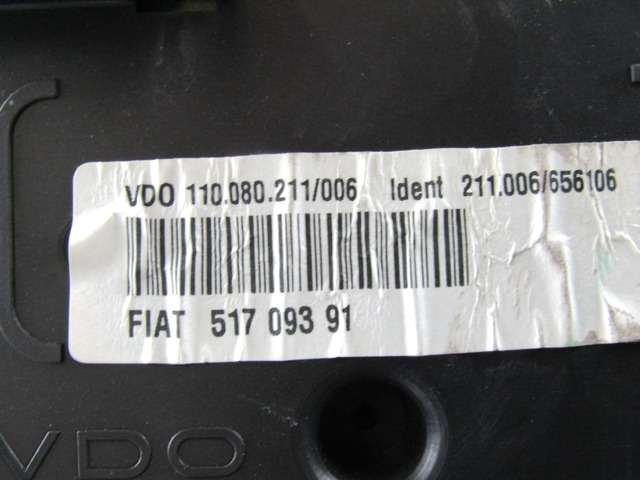 VDO 110.080.211/006 Ident 211.006/656106
FIAT 517 093 91
VDO